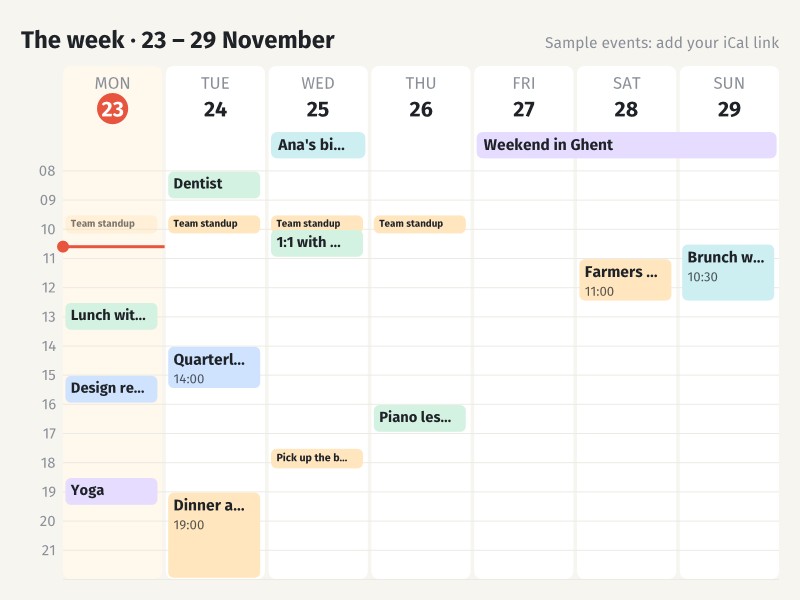 The week · 23 – 29 November
Sample events: add your iCal link
MON TUE WED THU FRI SAT SUN
23 24 25 26 27 28 29
Ana's bi... Weekend in Ghent
08
Dentist
09
Team standup Team standup Team standup Team standup
10
1:1 with ...
Brunch w...
11
Farmers ... 10:30
12 11:00
13 Lunch wit...
14
Quarterl...
14:00
15
Design re...
16
Piano les...
17
18 Pick up the b...
19 Yoga
Dinner a...
19:00
20
21